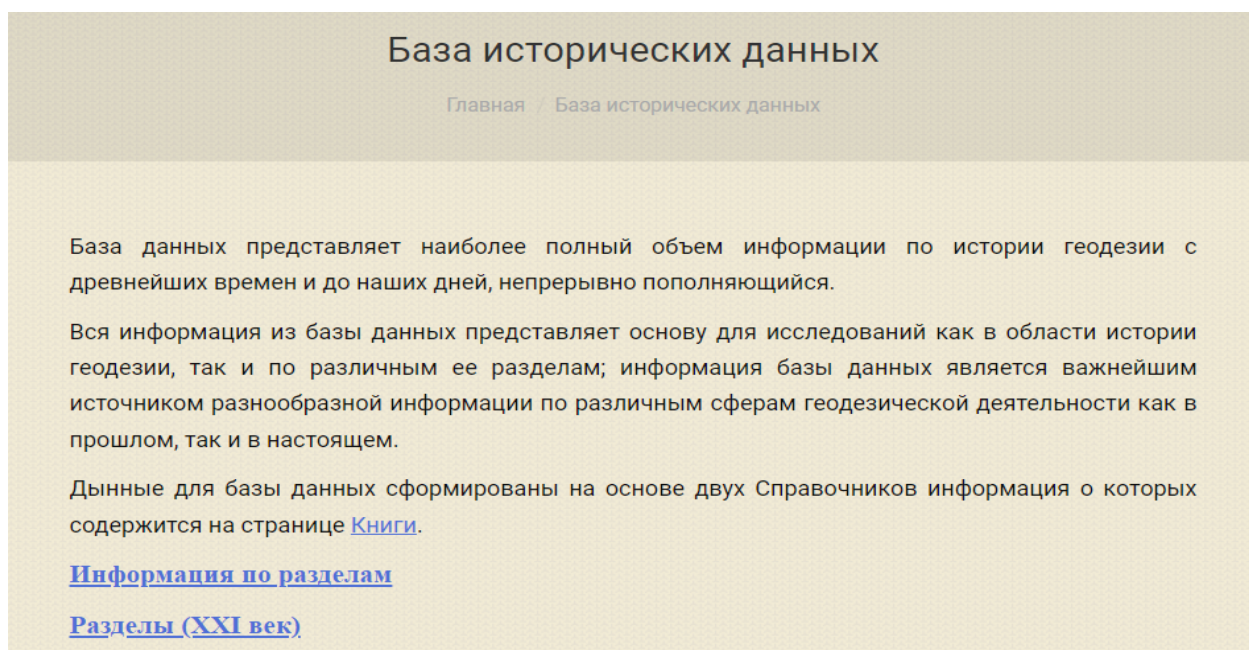 База исторических данных
Главная / База исторических данных
База данных представляет наиболее полный объем информации по истории геодезии с
древнейших времен и до наших дней, непрерывно пополняющийся.
Вся информация из базы данных представляет основу для исследований как в области истории
геодезии, так и по различным ее разделам; информация базы данных является важнейшим
источником разнообразной информации по различным сферам геодезической деятельности как в
прошлом, так и в настоящем.
Дынные для базы данных сформированы на основе двух Справочников информация о которых
содержится на странице Книги.
Информация по разделам
Разделы (XXI век)